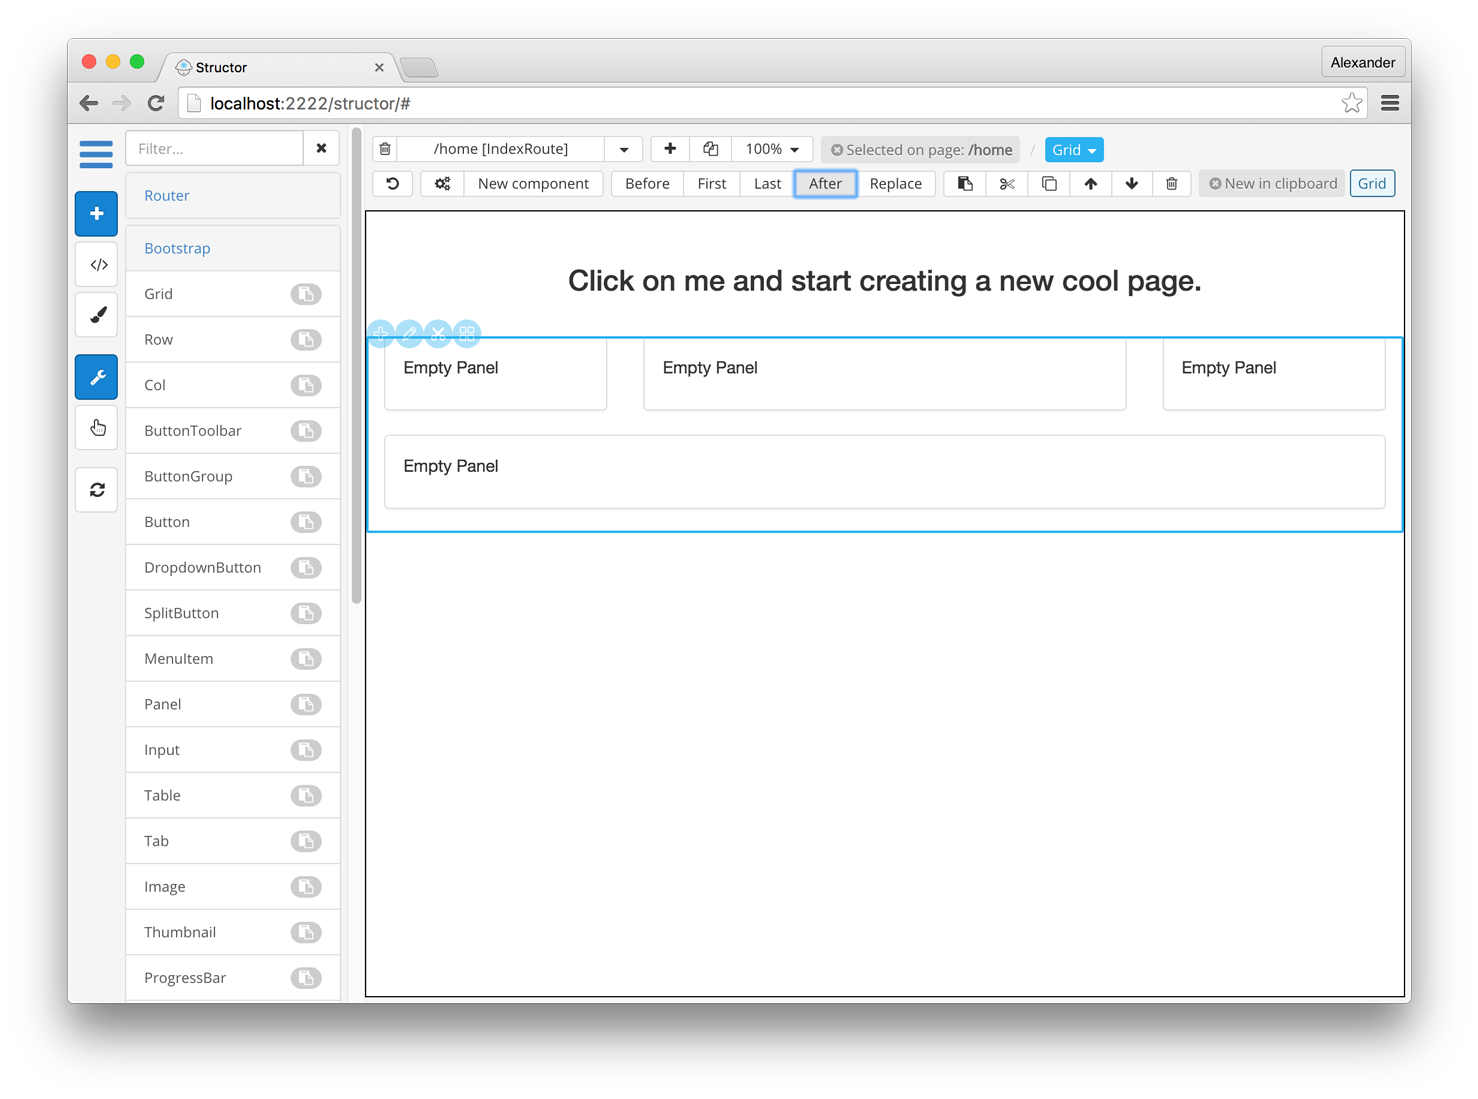 Structor
Alexander
localhost:2222/structor/#
Filter...
/home [IndexRoute]
100%
Selected on page: /home
/
Grid
New component
Before
First
Last
After
Replace
New in clipboard
Grid
Router
Bootstrap
Grid
Row
Col
ButtonToolbar
ButtonGroup
Button
DropdownButton
SplitButton
MenuItem
Panel
Input
Table
Tab
Image
Thumbnail
ProgressBar
Click on me and start creating a new cool page.
Empty Panel
Empty Panel
Empty Panel
Empty Panel